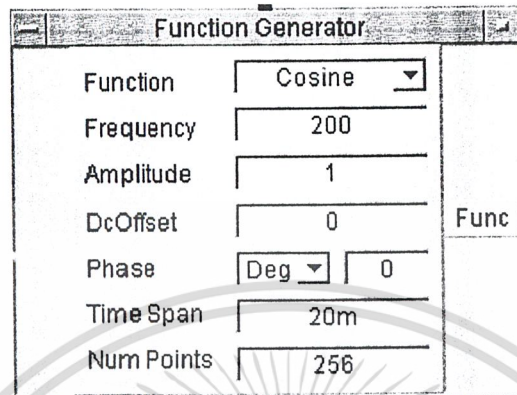 Function Generator
Function Cosine
Frequency 200
Amplitude 1
DcOffset 0
Func
Phase Deg 0
Time Span 20m
Num Points 256